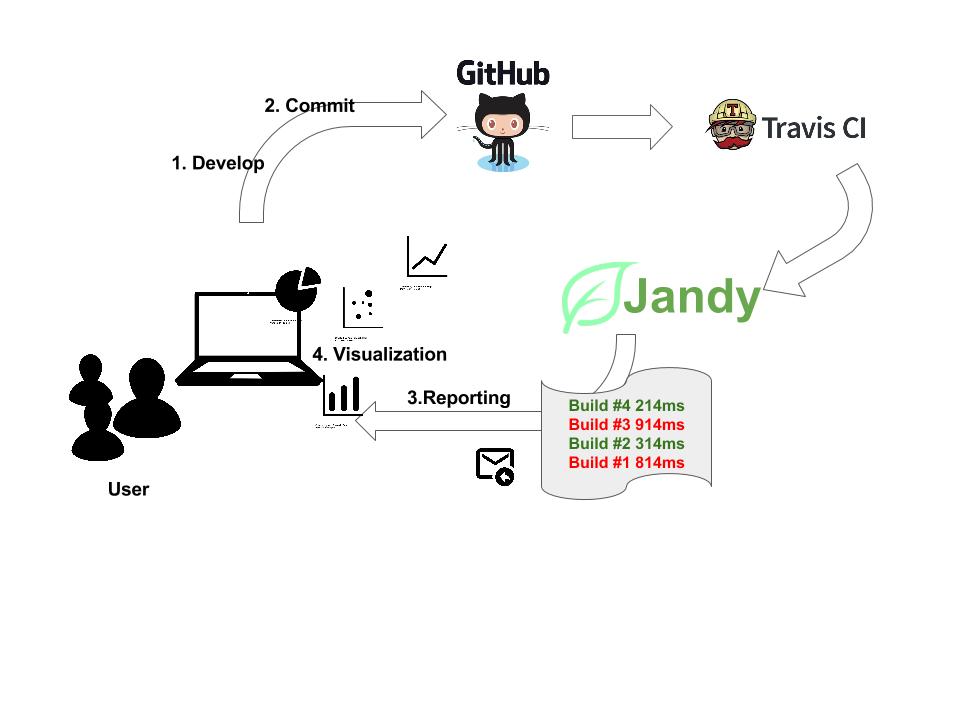 GitHub
2. Commit
1. Develop
T
Travis CI
Jandy
4. Visualization
3.Reporting
Build #4 214ms
Build #3 914ms
Build #2 314ms
Build #1 814ms
User